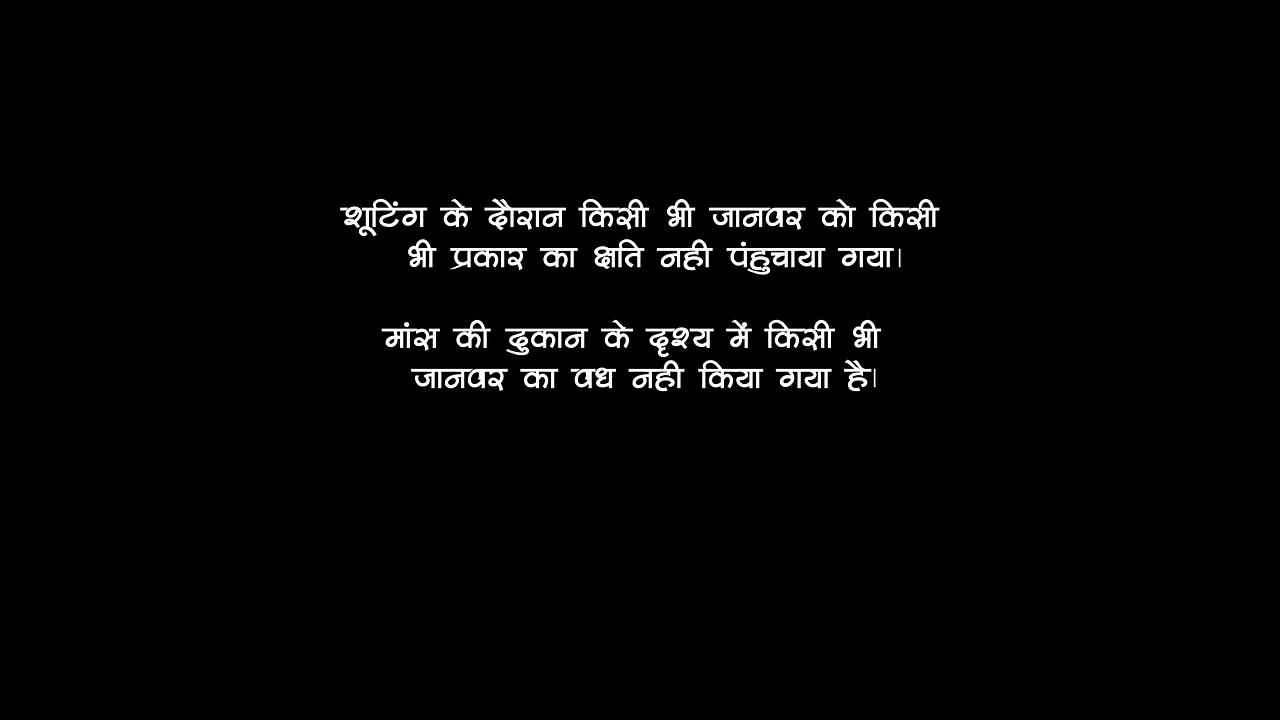 शूटिंग के दौरान किसी भी जानवर को किसी
भी प्रकार का क्षति नही पंहुचाया गया।
मांस की दुकान के दृश्य में किसी भी
जानवर का वध नही किया गया है।